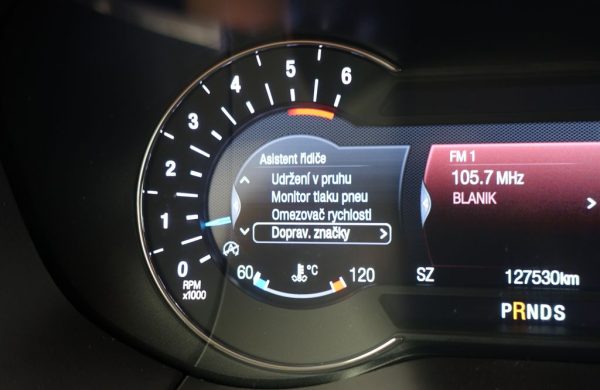 6
5
4
3
2
1
0
RPM
x1000
Asistent řidiče
Udržení v pruhu
Monitor tlaku pneu
Omezovač rychlosti
Doprav. značky
60 °C 120
FM 1
105.7 MHz
BLANIK
SZ 127530km
PRNDS